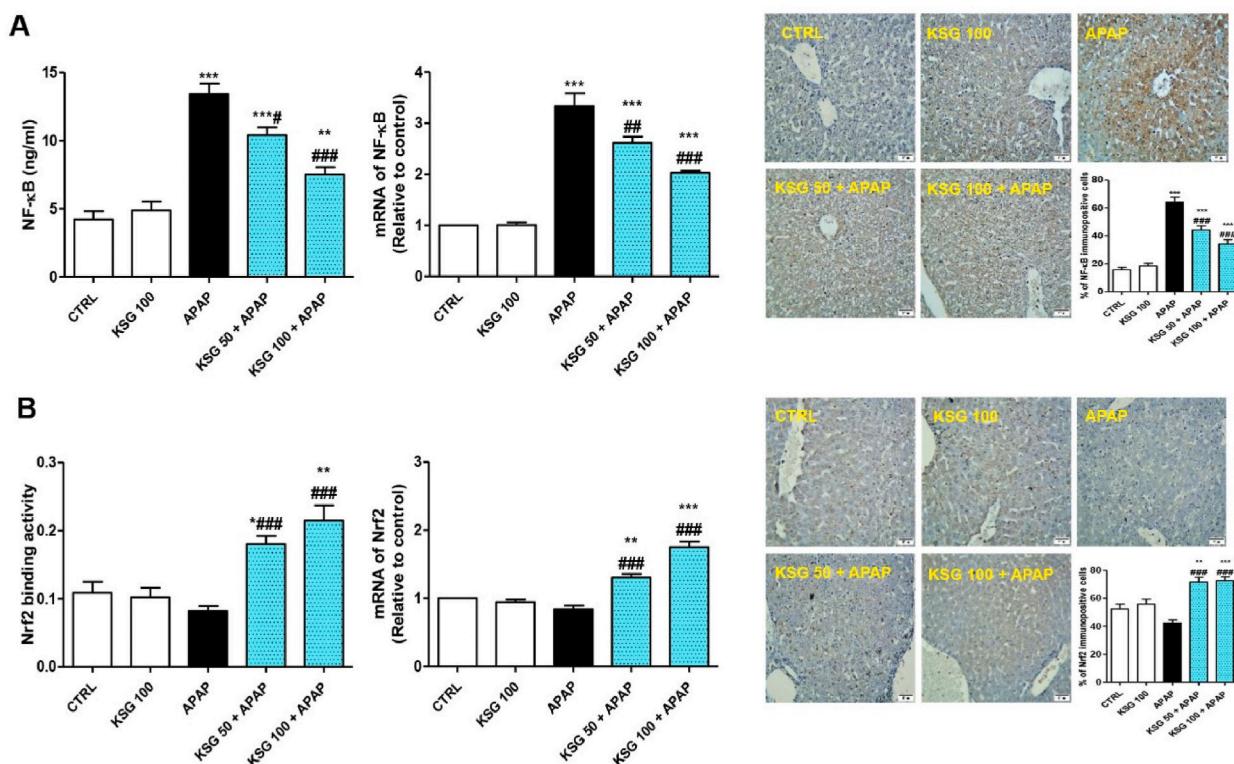 A
NF-κB (ng/ml)
15
10
5
0
***
***#
**
###
CTRL
KSG 100
APAP
KSG 50 + APAP
KSG 100 + APAP
mRNA of NF-κB
(Relative to control)
4
3
2
1
0
***
***
##
***
###
CTRL
KSG 100
APAP
KSG 50 + APAP
KSG 100 + APAP
CTRL
KSG 100
APAP
KSG 50 + APAP
KSG 100 + APAP
% of NF-κB immunopositive cells
80
60
40
20
0
***
***
###
***
###
CTRL
KSG 100
APAP
KSG 50 + APAP
KSG 100 + APAP
B
Nrf2 binding activity
0.3
0.2
0.1
0.0
*###
**
###
CTRL
KSG 100
APAP
KSG 50 + APAP
KSG 100 + APAP
mRNA of Nrf2
(Relative to control)
3
2
1
0
**
###
***
###
CTRL
KSG 100
APAP
KSG 50 + APAP
KSG 100 + APAP
CTRL
KSG 100
APAP
KSG 50 + APAP
KSG 100 + APAP
% of Nrf2 immunopositive cells
100
80
60
40
20
0
**
###
***
###
CTRL
KSG 100
APAP
KSG 50 + APAP
KSG 100 + APAP